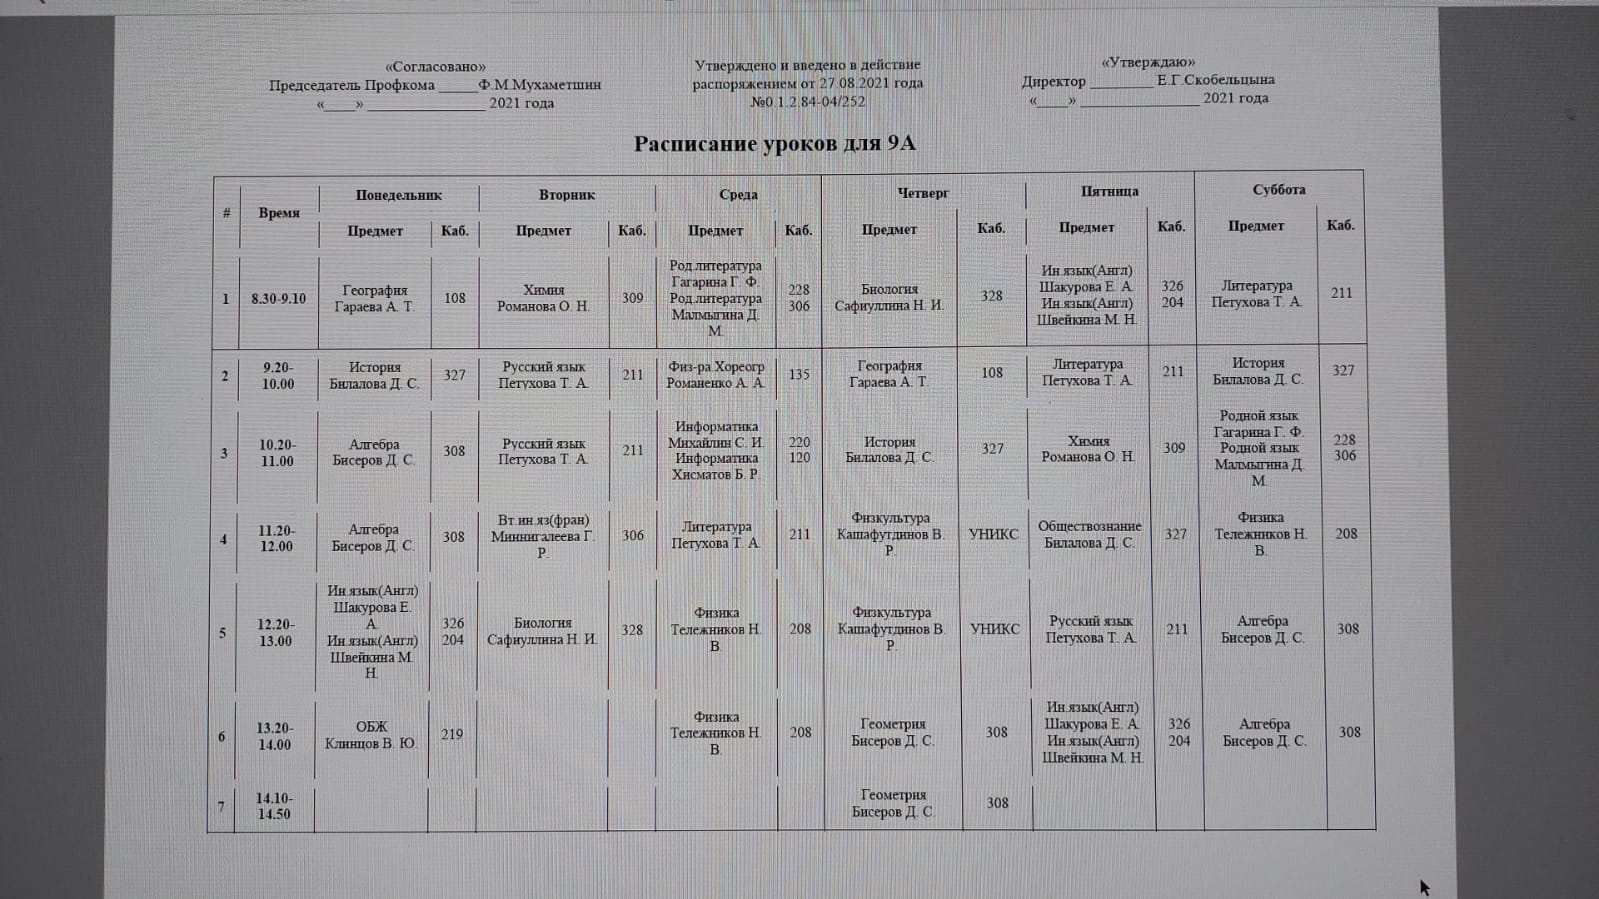 «Согласовано»
Председатель Профкома ______Ф.М.Мухаметшин
«____» ________________ 2021 года
Утверждено и введено в действие
распоряжением от 27.08.2021 года
№0.1.2.84-04/252
«Утверждаю»
Директор _________ Е.Г.Скобельцына
«____» ________________ 2021 года
Расписание уроков для 9А
# Время Понедельник Вторник Среда Четверг Пятница Суббота
Предмет Каб. Предмет Каб. Предмет Каб. Предмет Каб. Предмет Каб. Предмет Каб.
1
8.30-9.10
География
Гараева А. Т.
108
Химия
Романова О. Н.
309
Род.литература
Гагарина Г. Ф.
Род.литература
Малмыгина Д.
М.
228
306
Биология
Сафиуллина Н. И.
328
Ин.язык(Англ)
Шакурова Е. А.
Ин.язык(Англ)
Швейкина М. Н.
326
204
Литература
Петухова Т. А.
211
2
9.20-
10.00
История
Билалова Д. С.
327
Русский язык
Петухова Т. А.
211
Физ-ра.Хореогр
Романенко А. А.
135
География
Гараева А. Т.
108
Литература
Петухова Т. А.
211
История
Билалова Д. С.
327
3
10.20-
11.00
Алгебра
Бисеров Д. С.
308
Русский язык
Петухова Т. А.
211
Информатика
Михайлин С. И.
Информатика
Хисматов Б. Р.
220
120
История
Билалова Д. С.
327
Химия
Романова О. Н.
309
Родной язык
Гагарина Г. Ф.
Родной язык
Малмыгина Д.
М.
228
306
4
11.20-
12.00
Алгебра
Бисеров Д. С.
308
Вт.ин.яз(фран)
Миннигалеева Г.
Р.
306
Литература
Петухова Т. А.
211
Физкультура
Кашафутдинов В.
Р.
УНИКС
Обществознание
Билалова Д. С.
327
Физика
Тележников Н.
В.
208
5
12.20-
13.00
Ин.язык(Англ)
Шакурова Е.
А.
Ин.язык(Англ)
Швейкина М.
Н.
326
204
Биология
Сафиуллина Н. И.
328
Физика
Тележников Н.
В.
208
Физкультура
Кашафутдинов В.
Р.
УНИКС
Русский язык
Петухова Т. А.
211
Алгебра
Бисеров Д. С.
308
6
13.20-
14.00
ОБЖ
Клинцов В. Ю.
219
Физика
Тележников Н.
В.
208
Геометрия
Бисеров Д. С.
308
Ин.язык(Англ)
Шакурова Е. А.
Ин.язык(Англ)
Швейкина М. Н.
326
204
Алгебра
Бисеров Д. С.
308
7
14.10-
14.50
Геометрия
Бисеров Д. С.
308